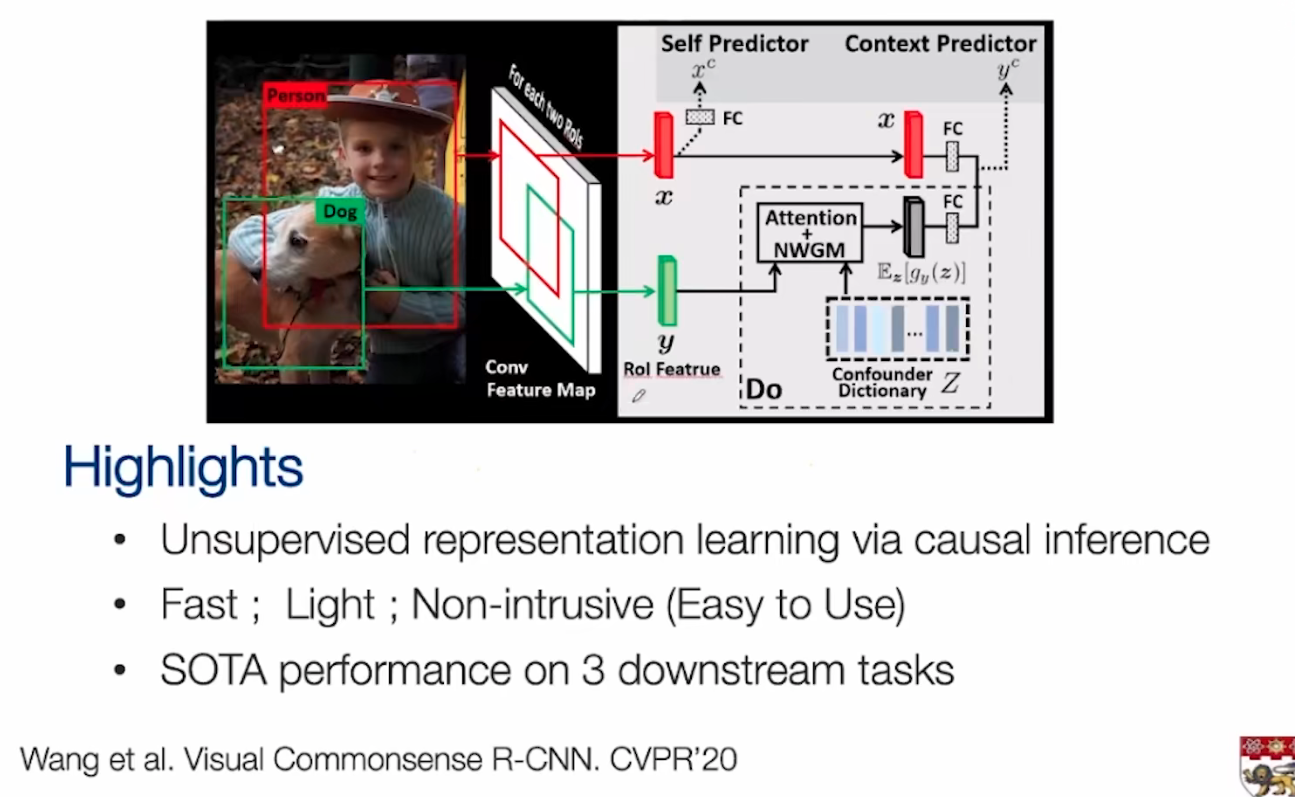 Self Predictor
Context Predictor
x^c
y^c
Person
Dog
For each two RoIs
FC
x
FC
x
Attention
+
NWGM
FC
𝔼_z[g_y(z)]
y
...
Conv
Feature Map
RoI Featrue
Confounder
Dictionary Z
Do
Highlights
• Unsupervised representation learning via causal inference
• Fast ; Light ; Non-intrusive (Easy to Use)
• SOTA performance on 3 downstream tasks
Wang et al. Visual Commonsense R-CNN. CVPR'20